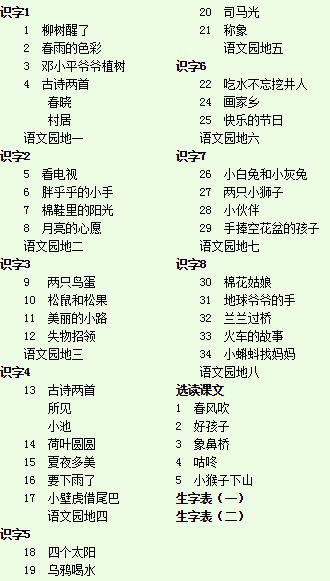 识字1
1 柳树醒了
2 春雨的色彩
3 邓小平爷爷植树
4 古诗两首
春晓
村居
语文园地一
识字2
5 看电视
6 胖乎乎的小手
7 棉鞋里的阳光
8 月亮的心愿
语文园地二
识字3
9 两只鸟蛋
10 松鼠和松果
11 美丽的小路
12 失物招领
语文园地三
识字4
13 古诗两首
所见
小池
14 荷叶圆圆
15 夏夜多美
16 要下雨了
17 小壁虎借尾巴
语文园地四
识字5
18 四个太阳
19 乌鸦喝水
20 司马光
21 称象
语文园地五
识字6
22 吃水不忘挖井人
24 画家乡
25 快乐的节日
语文园地六
识字7
26 小白兔和小灰兔
27 两只小狮子
28 小伙伴
29 手捧空花盆的孩子
语文园地七
识字8
30 棉花姑娘
31 地球爷爷的手
32 兰兰过桥
33 火车的故事
34 小蝌蚪找妈妈
语文园地八
选读课文
1 春风吹
2 好孩子
3 象鼻桥
4 咕咚
5 小猴子下山
生字表（一）
生字表（二）